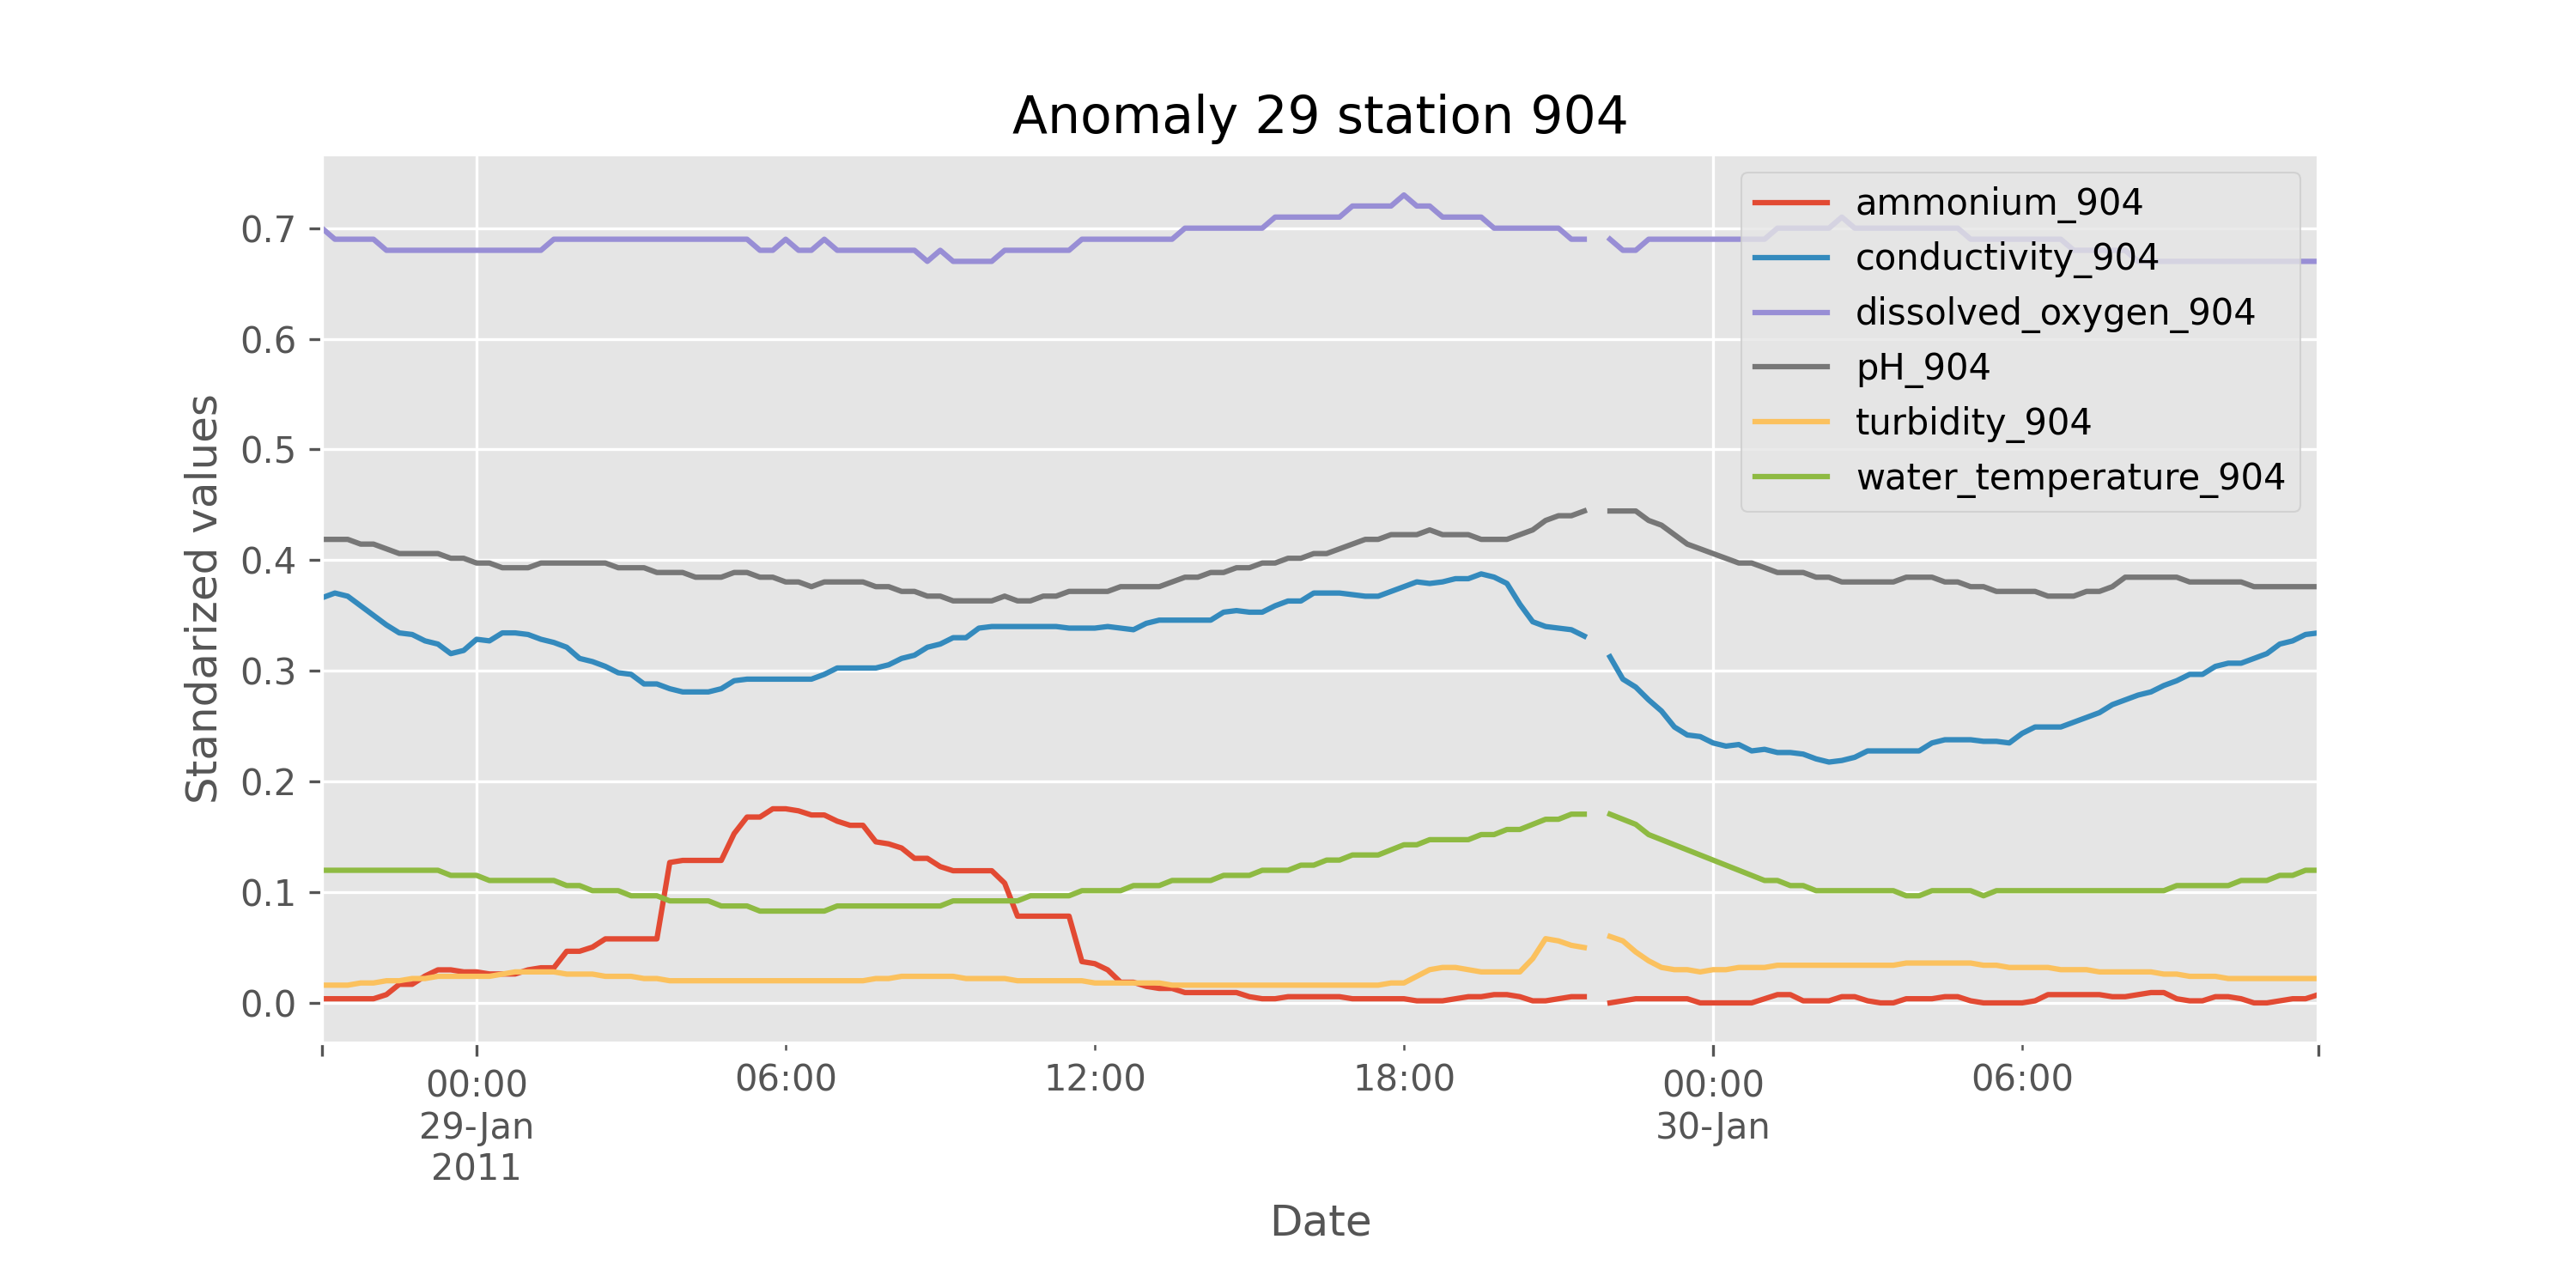 Anomaly 29 station 904
ammonium_904
conductivity_904
dissolved_oxygen_904
pH_904
turbidity_904
water_temperature_904
Standarized values
0.7
0.6
0.5
0.4
0.3
0.2
0.1
0.0
00:00 06:00 12:00 18:00 00:00 06:00
29-Jan 30-Jan
2011
Date